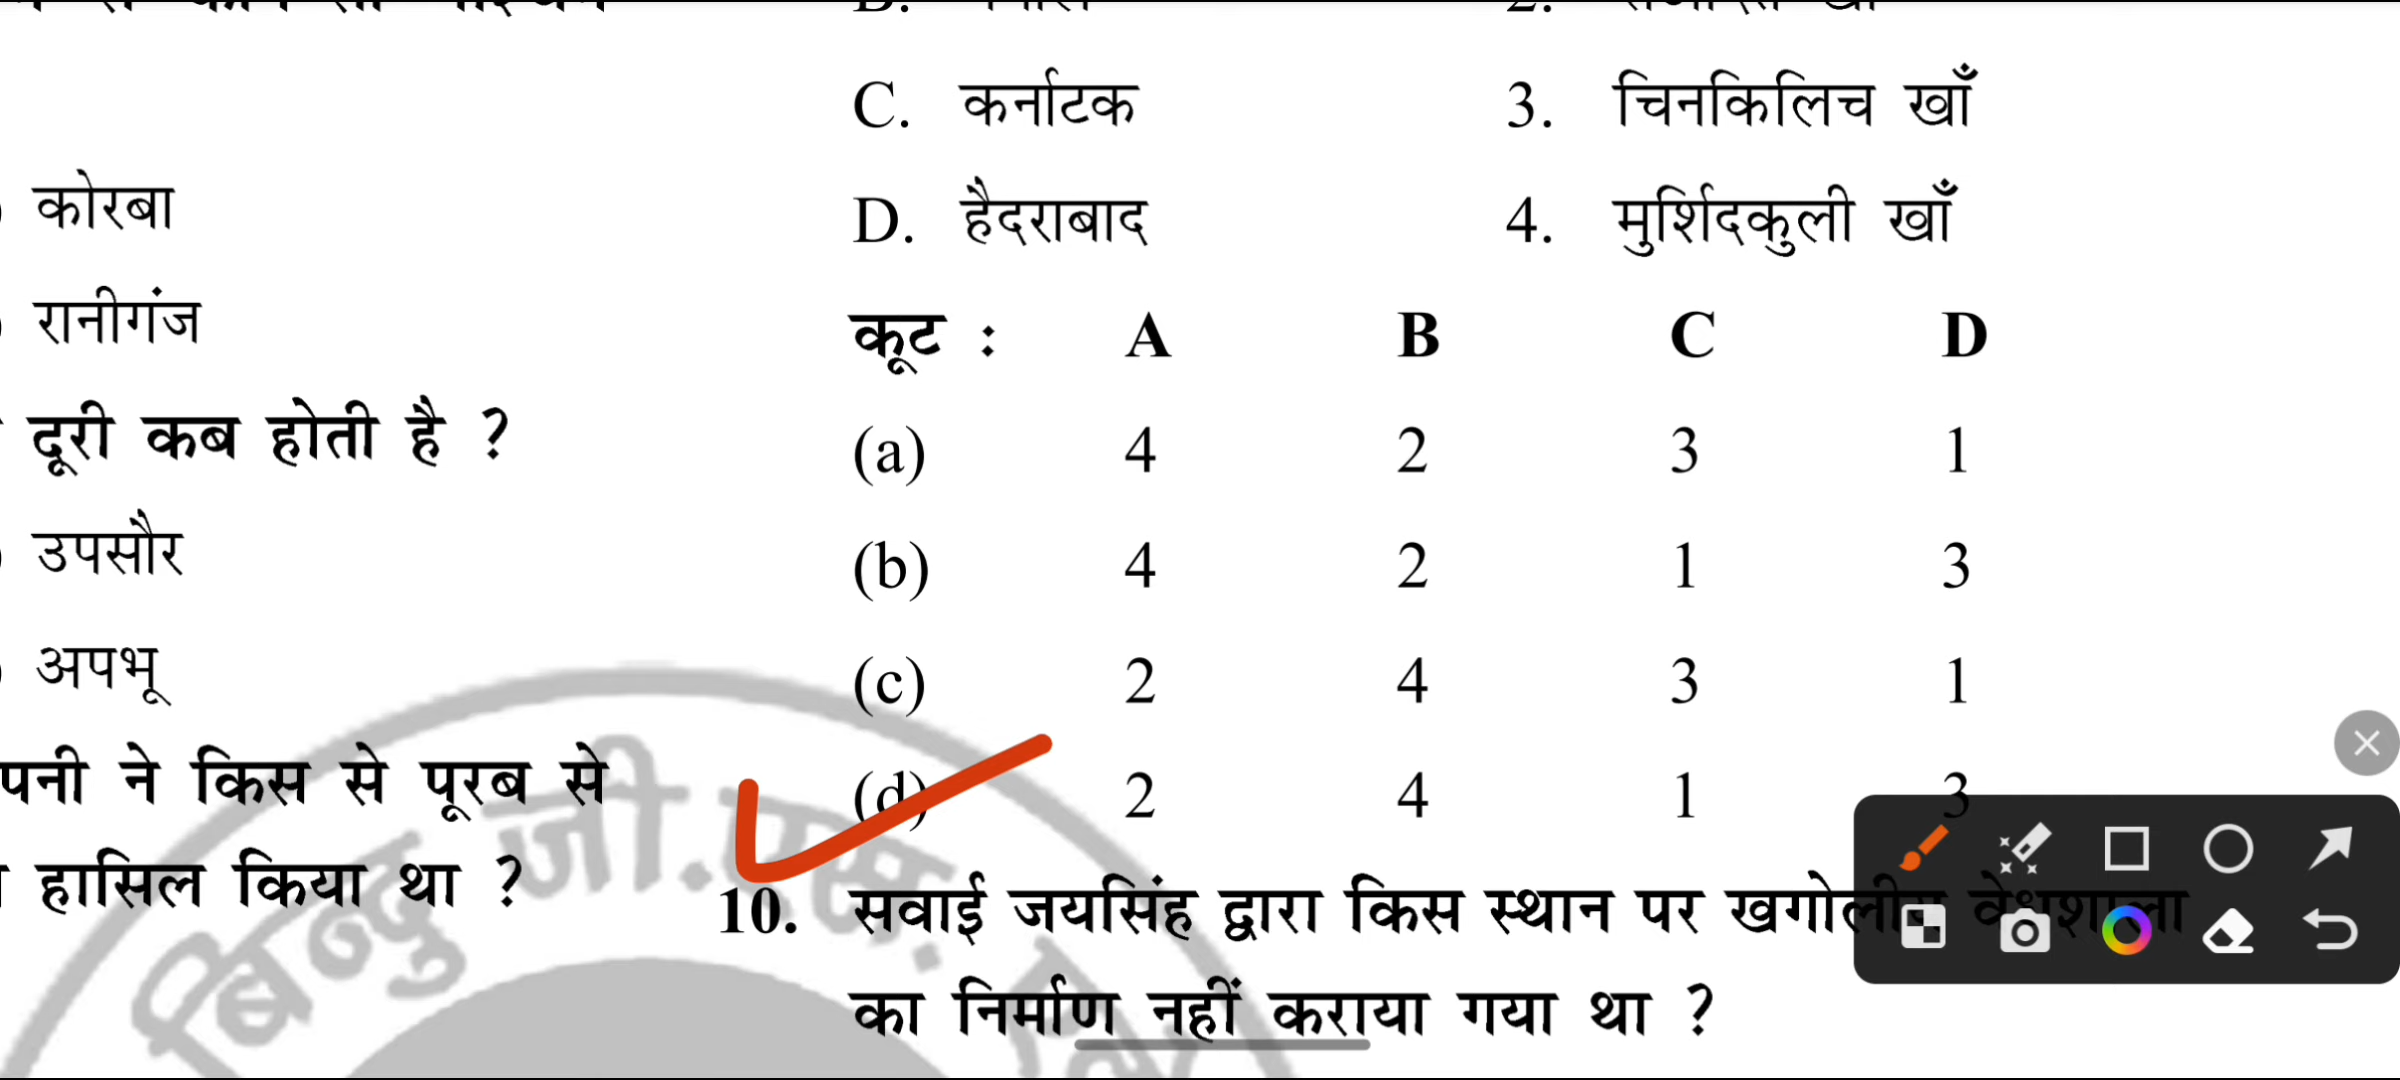 कोरबा
रानीगंज
दूरी कब होती है ?
उपसौर
अपभू
पनी ने किस से पूरब से
हासिल किया था ?
C. कर्नाटक 3. चिनकिलिच खाँ
D. हैदराबाद 4. मुर्शिदकुली खाँ
कूट : A B C D
(a) 4 2 3 1
(b) 4 2 1 3
(c) 2 4 3 1
(d) 2 4 1 3
10. सवाई जयसिंह द्वारा किस स्थान पर खगोलीय वेधशाला
का निर्माण नहीं कराया गया था ?
बिन्दु जी.एस.